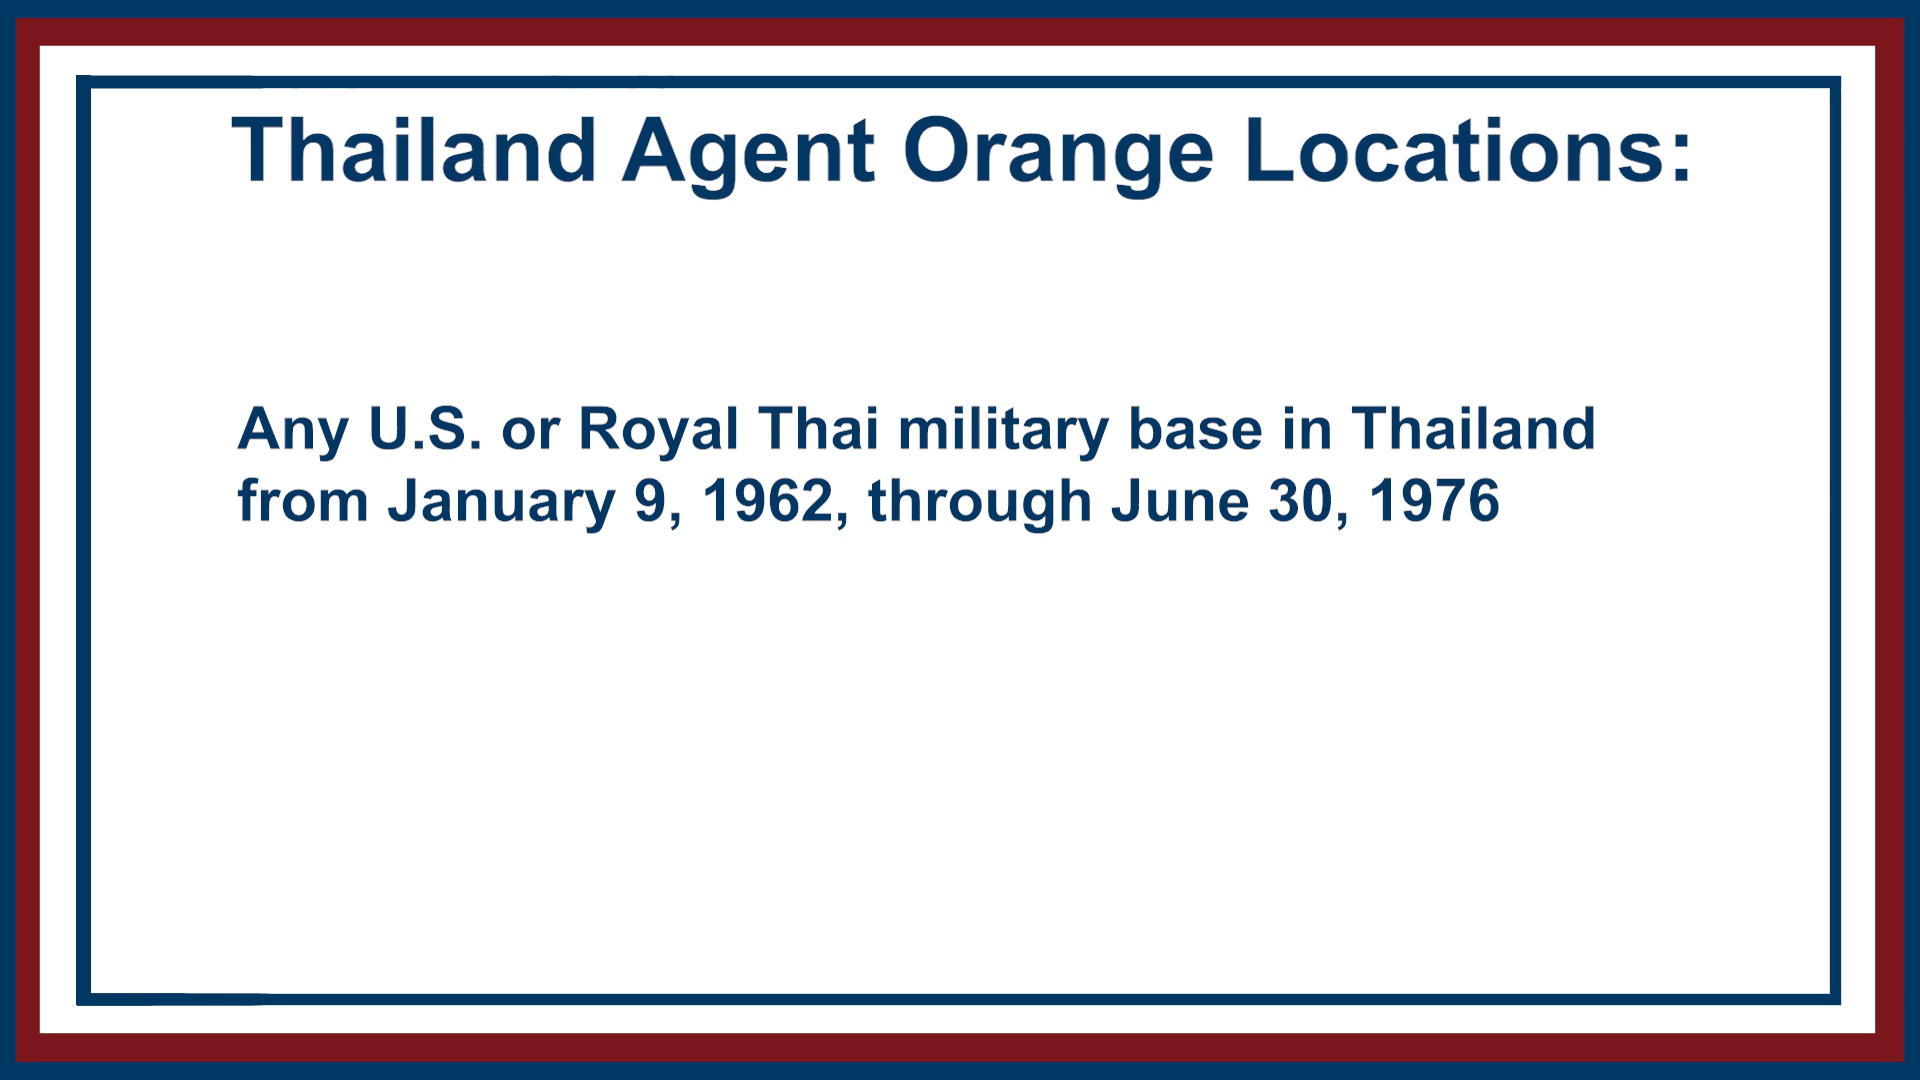 Thailand Agent Orange Locations:
Any U.S. or Royal Thai military base in Thailand
from January 9, 1962, through June 30, 1976